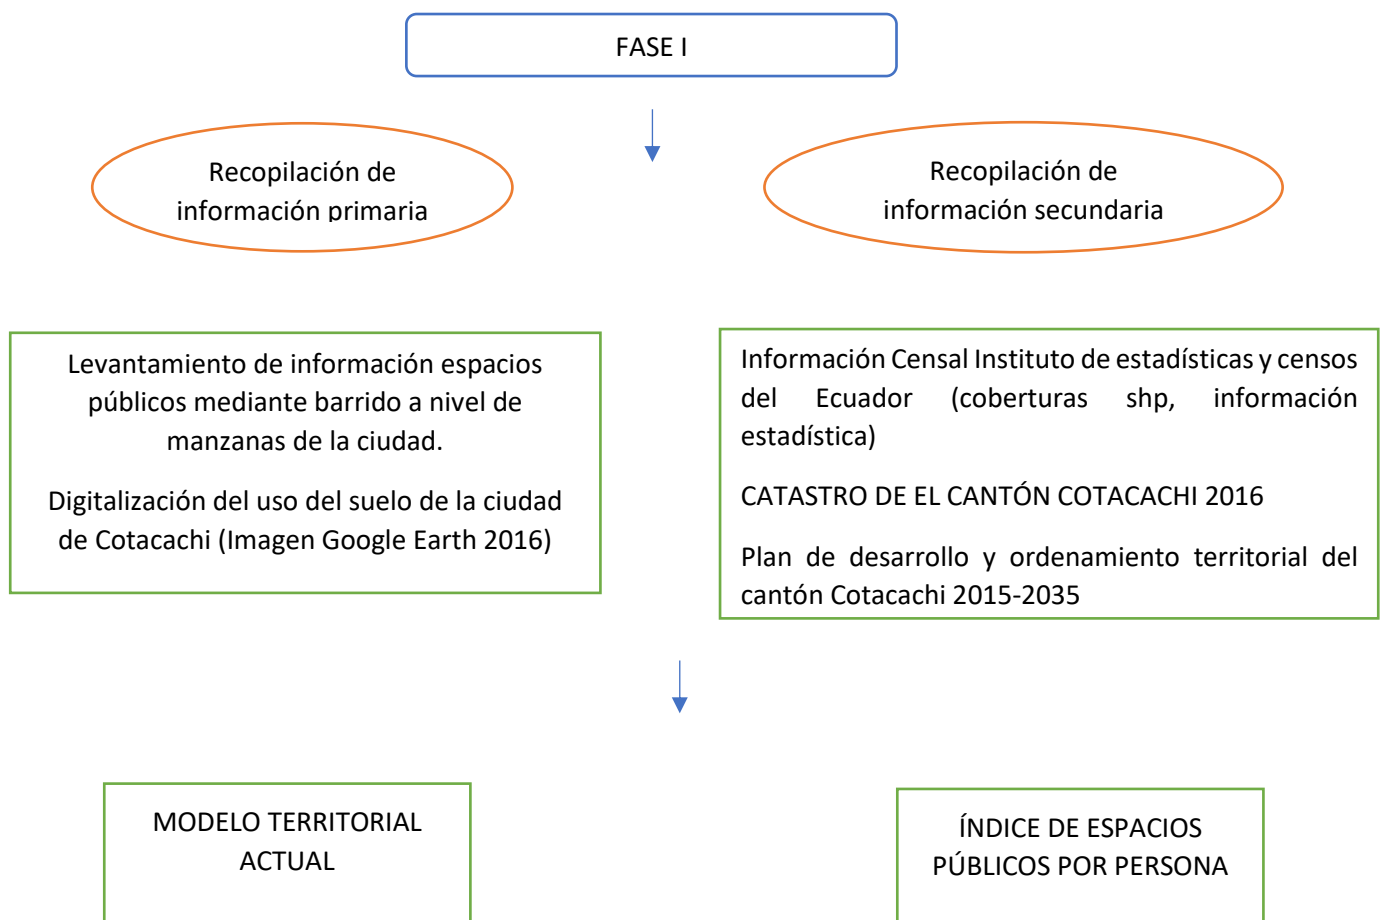 FASE I
Recopilación de
información primaria
Recopilación de
información secundaria
Levantamiento de información espacios
públicos mediante barrido a nivel de
manzanas de la ciudad.
Digitalización del uso del suelo de la ciudad
de Cotacachi (Imagen Google Earth 2016)
Información Censal Instituto de estadísticas y censos
del Ecuador (coberturas shp, información
estadística)
CATASTRO DE EL CANTÓN COTACACHI 2016
Plan de desarrollo y ordenamiento territorial del
cantón Cotacachi 2015-2035
MODELO TERRITORIAL
ACTUAL
ÍNDICE DE ESPACIOS
PÚBLICOS POR PERSONA